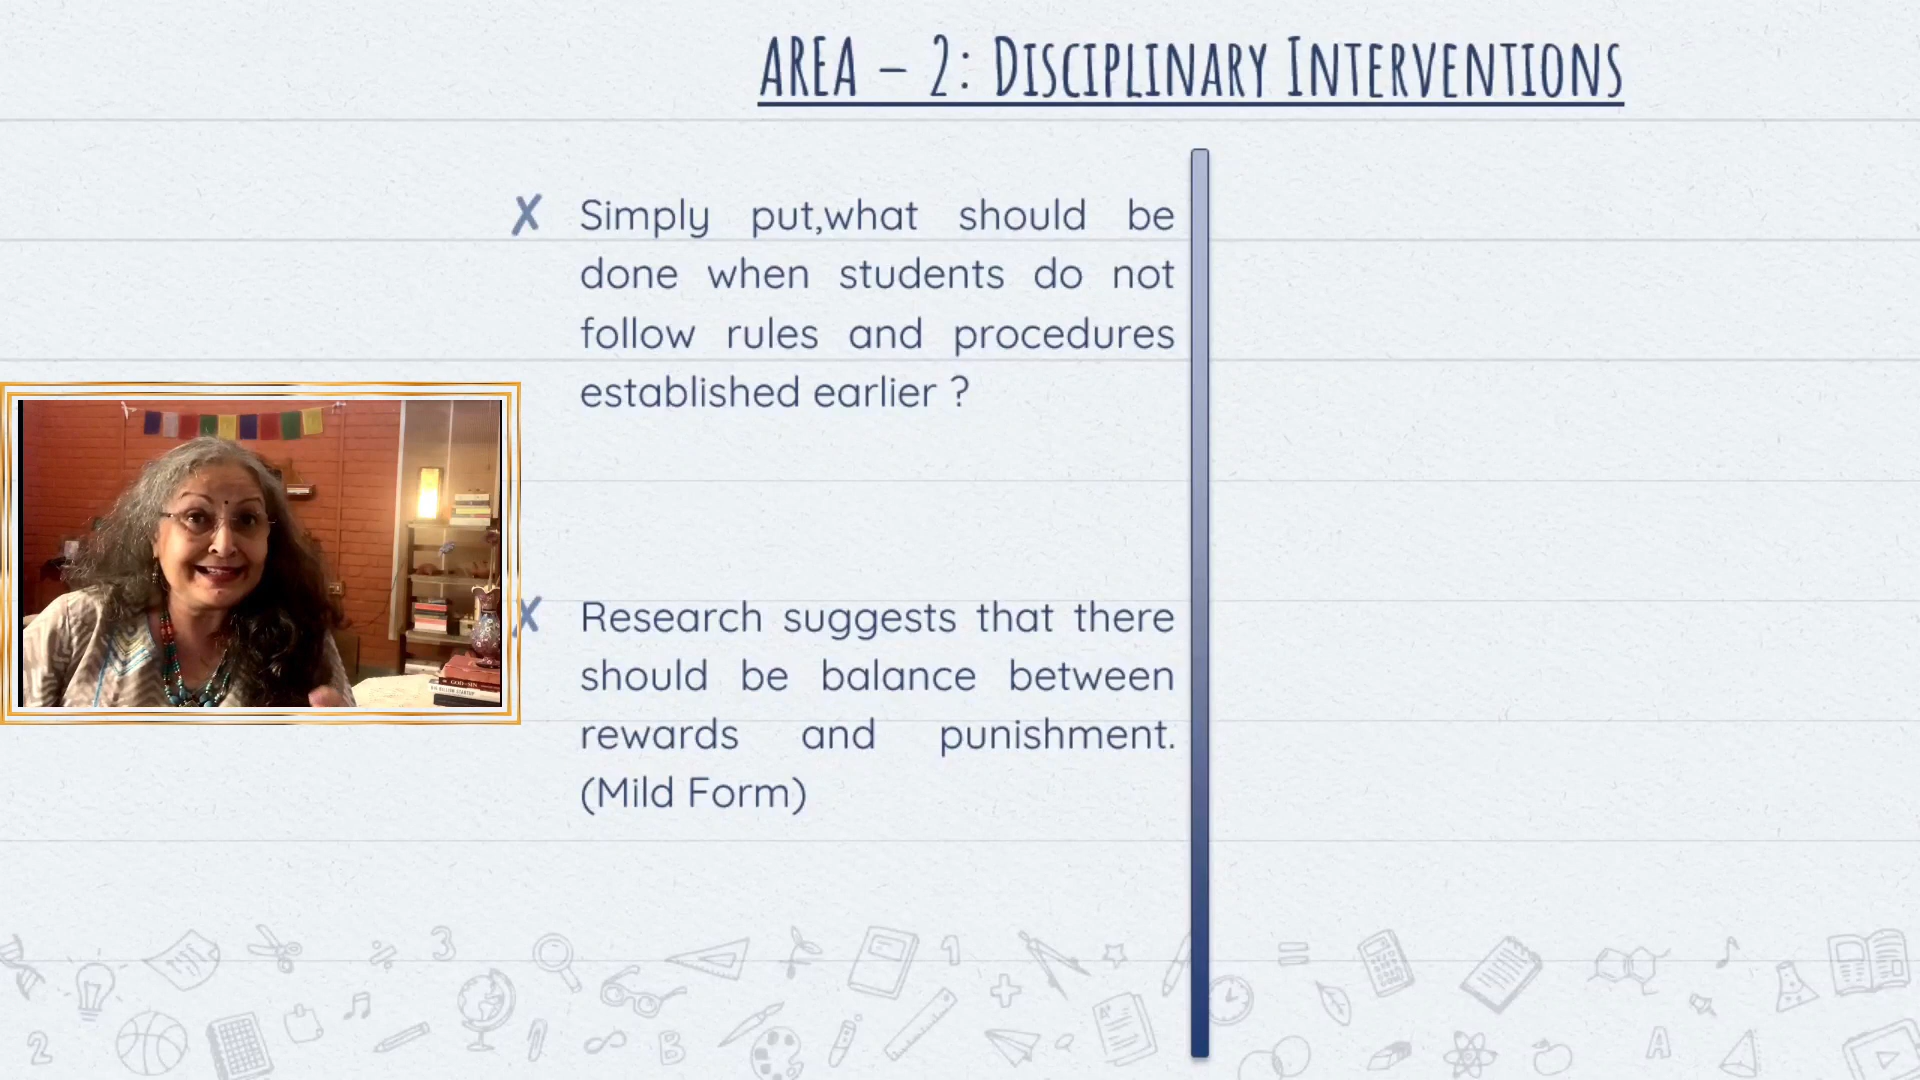 AREA – 2: DISCIPLINARY INTERVENTIONS
Simply put,what should be
done when students do not
follow rules and procedures
established earlier ?
Research suggests that there
should be balance between
rewards and punishment.
(Mild Form)